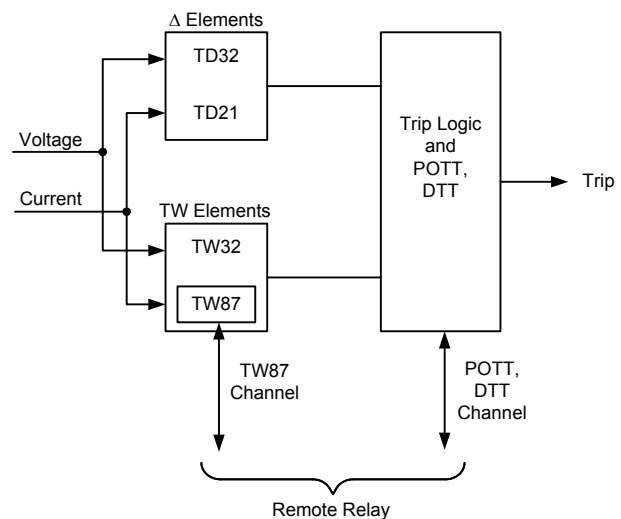 Δ Elements
TD32
TD21
Voltage
Current
TW Elements
TW32
TW87
Trip Logic
and
POTT,
DTT
Trip
TW87
Channel
POTT,
DTT
Channel
Remote Relay